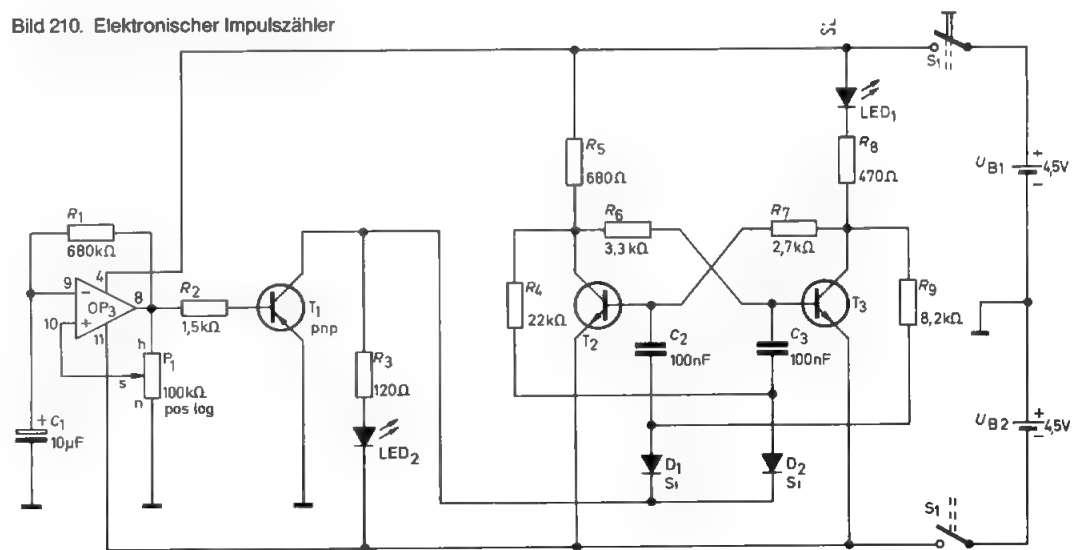 Bild 210. Elektronischer Impulszähler
S1
LED1
R5
680Ω
R8
470Ω
UB1
+
4,5V
−
R1
680kΩ
R6
3,3kΩ
R7
2,7kΩ
4
9
−
OP3
8
R2
1,5kΩ
T1
pnp
10
+
11
R4
22kΩ
T2
T3
R9
8,2kΩ
h
P1
s
100kΩ
n
pos log
R3
120Ω
C2
100nF
C3
100nF
+
C1
10µF
LED2
UB2
+
4,5V
−
D1
Si
D2
Si
S1